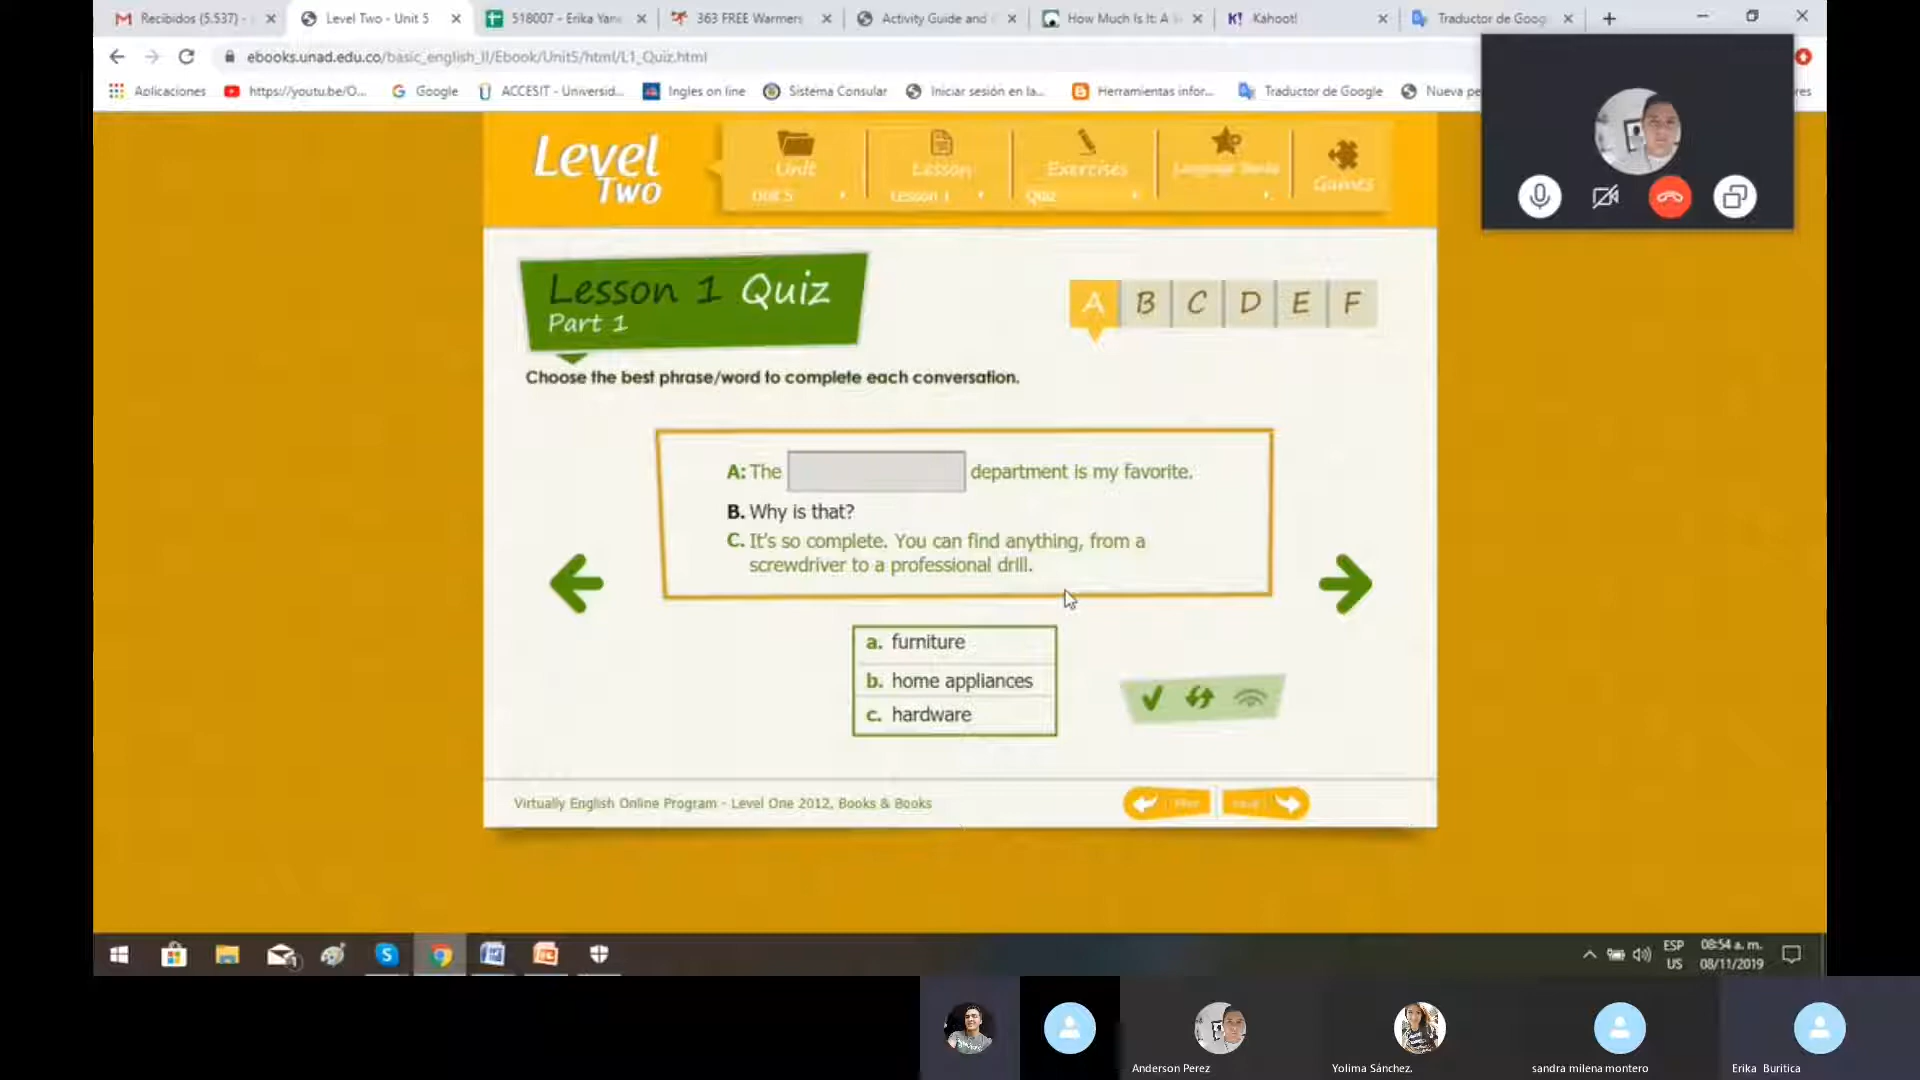 Recibidos (5.537) -
Level Two - Unit 5
518007 - Erika Yan
363 FREE Warmers
Activity Guide and
How Much Is It: A
K! Kahoot!
Traductor de Goog
ebooks.unad.edu.co/basic_english_II/Ebook/Unit5/html/L1_Quiz.html
Aplicaciones
https://youtu.be/O...
Google
ACCESIT - Universid...
Ingles on line
Sistema Consular
Iniciar sesión en la...
Herramientas infor...
Traductor de Google
Nueva pe
res
Level
Two
Unit
Unit 5
Lesson
Lesson 1
Exercises
Quiz
Games
Lesson 1 Quiz
Part 1
A B C D E F
Choose the best phrase/word to complete each conversation.
A: The
department is my favorite.
B. Why is that?
C. It's so complete. You can find anything, from a
screwdriver to a professional drill.
a. furniture
b. home appliances
c. hardware
Virtually English Online Program - Level One 2012, Books & Books
ESP
US
08:54 a. m.
08/11/2019
Anderson Perez
Yolima Sánchez.
sandra milena montero
Erika Buritica